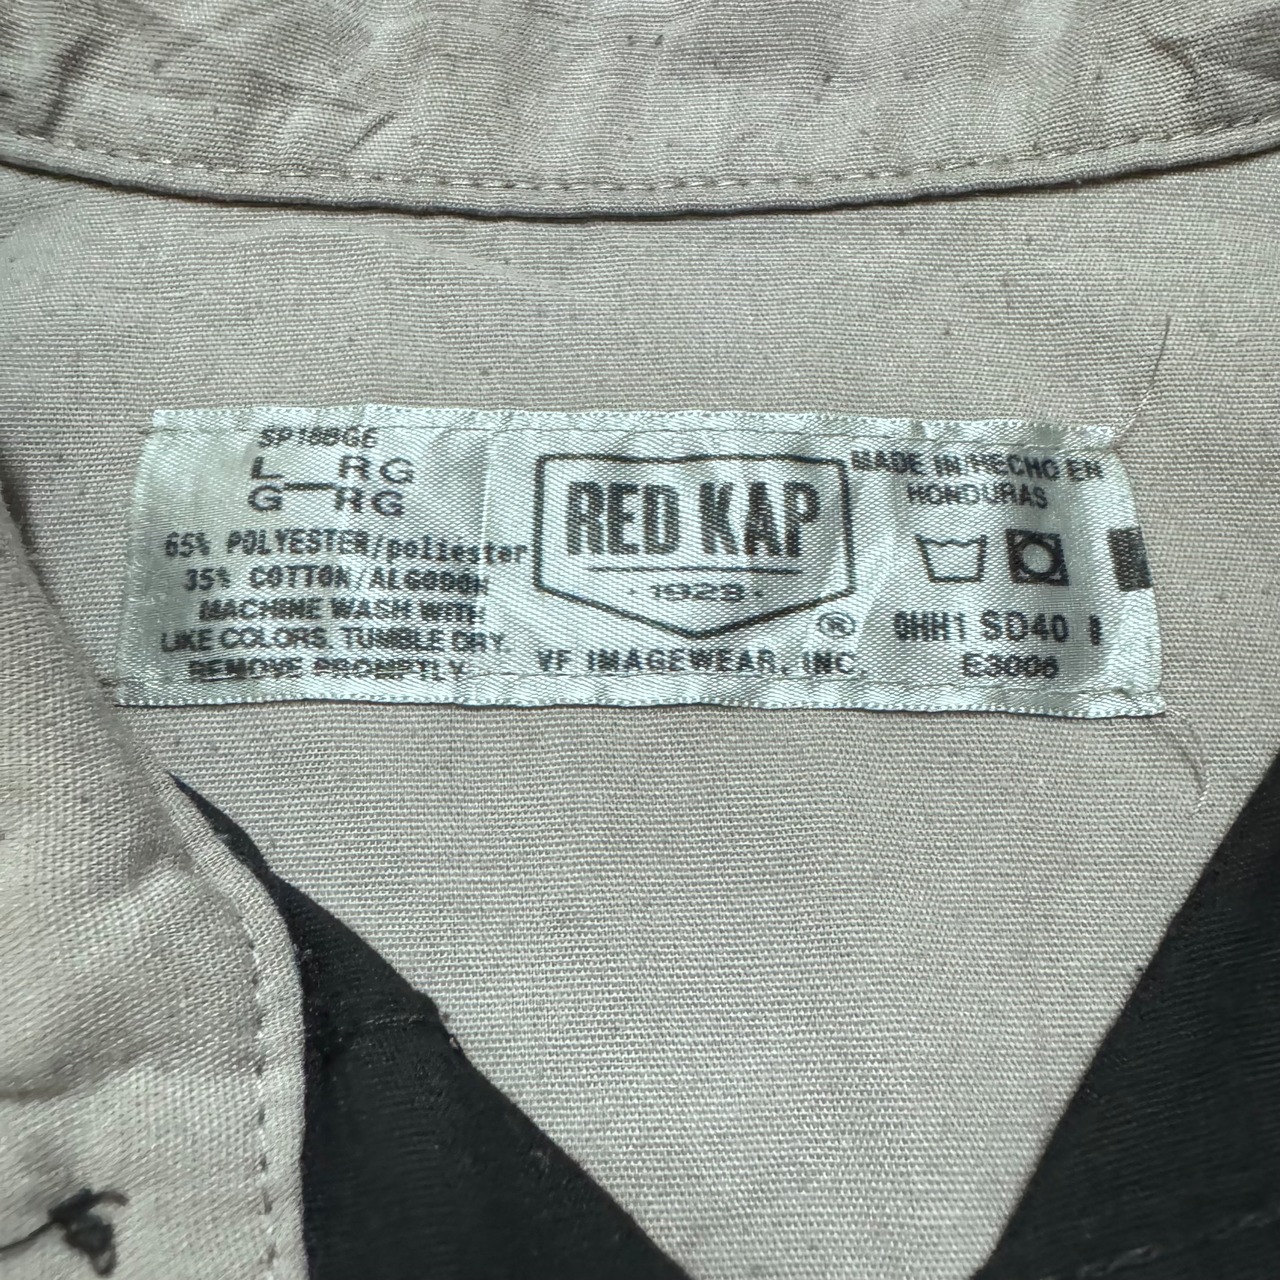 L—RG
G—RG
65% POLYESTER/poliester
35% COTTON/ALGODON
MACHINE WASH WITH
LIKE COLORS. TUMBLE DRY.
REMOVE PROMPTLY
RED KAP
· 1923 ·
®
VF IMAGEWEAR, INC.
MADE IN/HECHO EN
HONDURAS
SD40
E3006